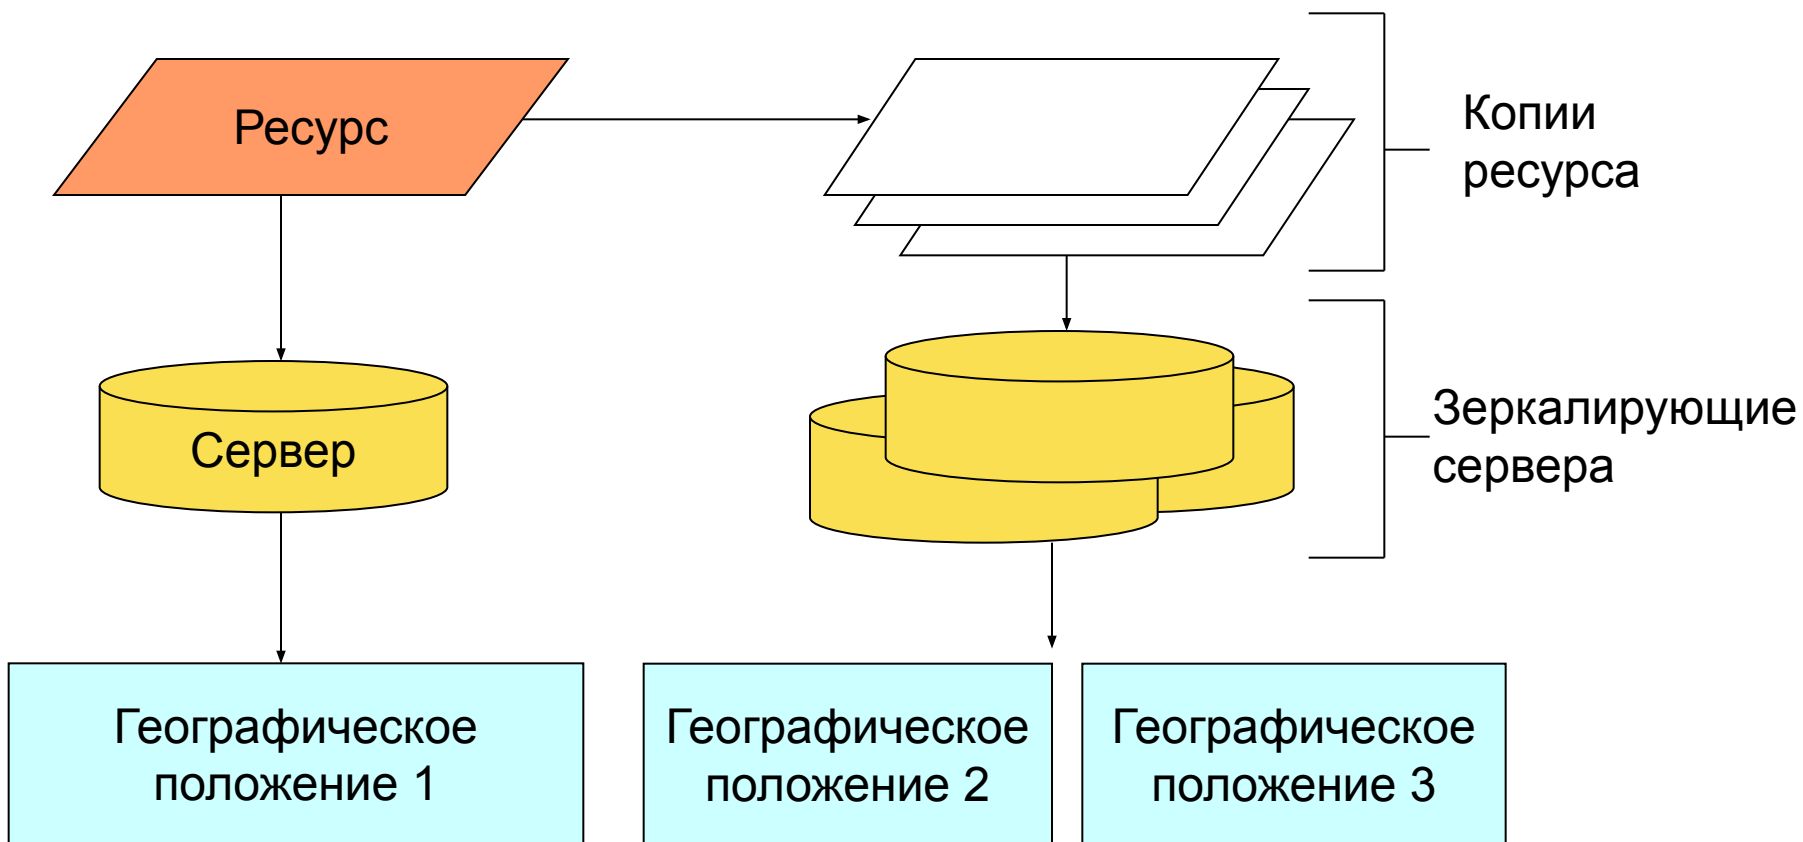 Ресурс
Копии
ресурса
Сервер
Зеркалирующие
сервера
Географическое
положение 1
Географическое
положение 2
Географическое
положение 3